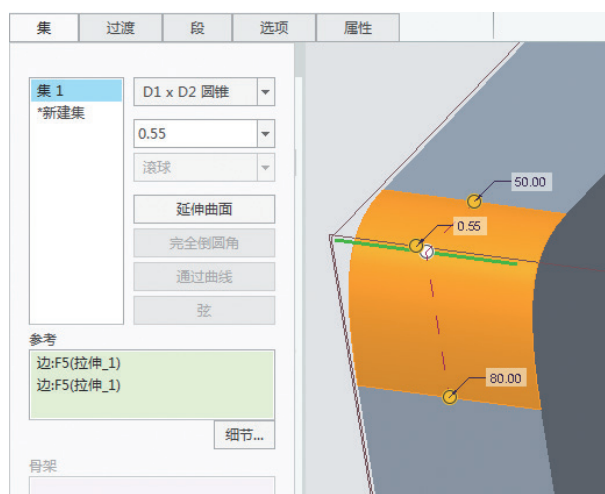 集 过渡 段 选项 属性
集 1
*新建集
D1 x D2 圆锥
0.55
滚球
延伸曲面
完全倒圆角
通过曲线
弦
参考
边:F5(拉伸_1)
边:F5(拉伸_1)
细节...
骨架
50.00
0.55
80.00